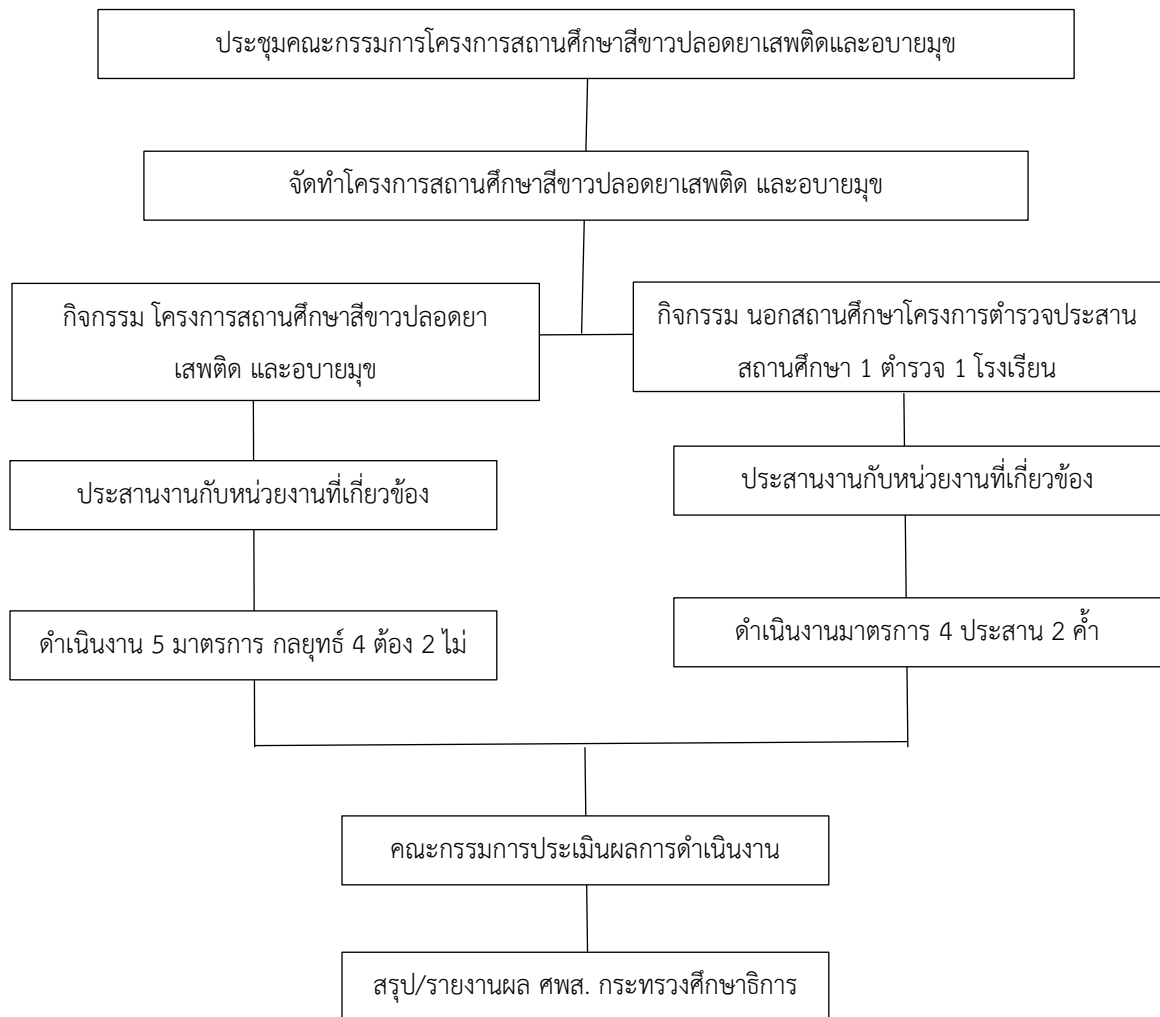 ประชุมคณะกรรมการโครงการสถานศึกษาสีขาวปลอดยาเสพติดและอบายมุข
จัดทำโครงการสถานศึกษาสีขาวปลอดยาเสพติด และอบายมุข
กิจกรรม โครงการสถานศึกษาสีขาวปลอดยา
เสพติด และอบายมุข
กิจกรรม นอกสถานศึกษาโครงการตำรวจประสาน
สถานศึกษา 1 ตำรวจ 1 โรงเรียน
ประสานงานกับหน่วยงานที่เกี่ยวข้อง
ประสานงานกับหน่วยงานที่เกี่ยวข้อง
ดำเนินงาน 5 มาตรการ กลยุทธ์ 4 ต้อง 2 ไม่
ดำเนินงานมาตรการ 4 ประสาน 2 ค้ำ
คณะกรรมการประเมินผลการดำเนินงาน
สรุป/รายงานผล ศพส. กระทรวงศึกษาธิการ